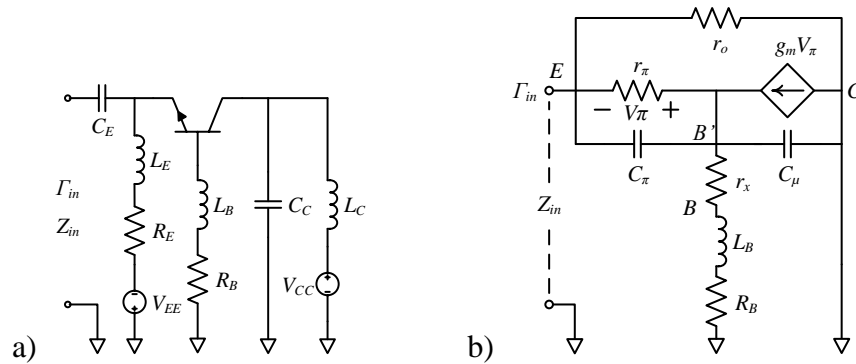 C_E
L_E
Γ_in
Z_in
R_E
V_EE
L_B
R_B
C_C
L_C
V_CC
a)
r_o
g_mV_π
E
r_π
C
Γ_in
− Vπ +
B'
C_π
C_μ
r_x
B
Z_in
L_B
R_B
b)